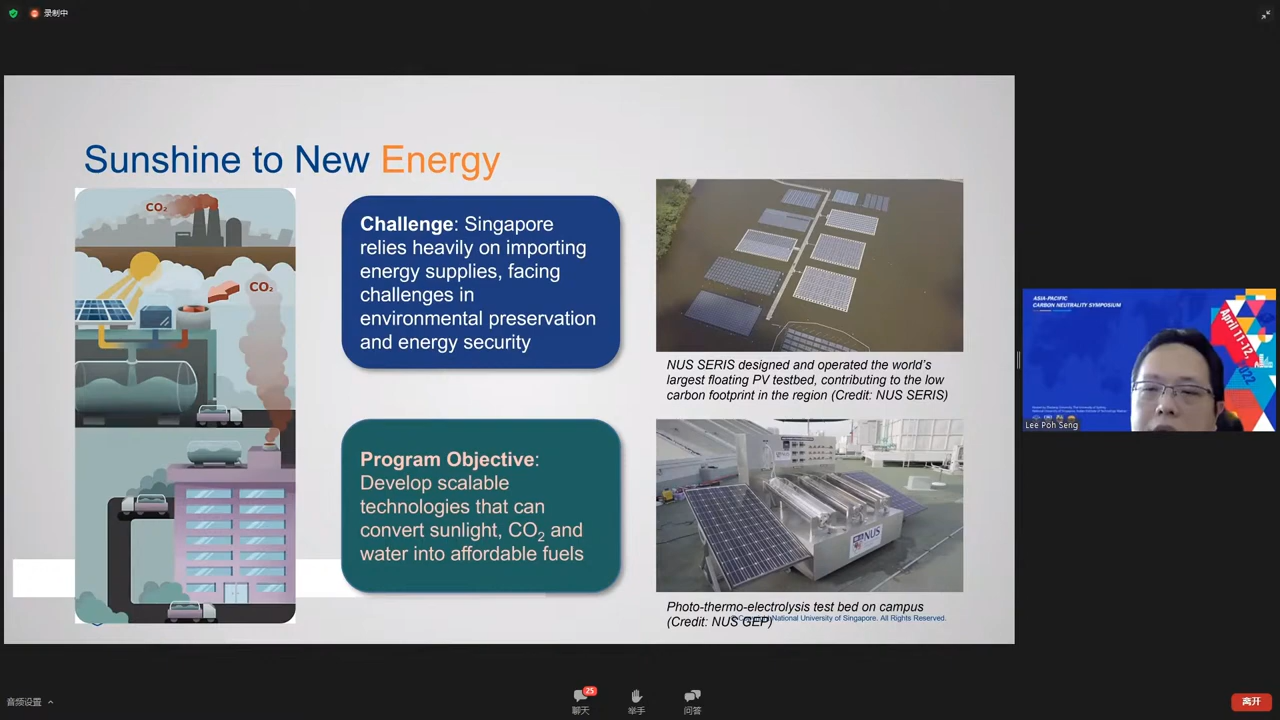 录制中
Sunshine to New Energy
CO₂
CO₂
Challenge: Singapore
relies heavily on importing
energy supplies, facing
challenges in
environmental preservation
and energy security
Program Objective:
Develop scalable
technologies that can
convert sunlight, CO₂ and
water into affordable fuels
NUS SERIS designed and operated the world's
largest floating PV testbed, contributing to the low
carbon footprint in the region (Credit: NUS SERIS)
NUS
Photo-thermo-electrolysis test bed on campus
(Credit: NUS GEP)
National University of Singapore. All Rights Reserved.
ASIA-PACIFIC
CARBON NEUTRALITY SYMPOSIUM
April 11-12,
2022
Lee Poh Seng
音频设置
25
聊天
举手
问答
离开